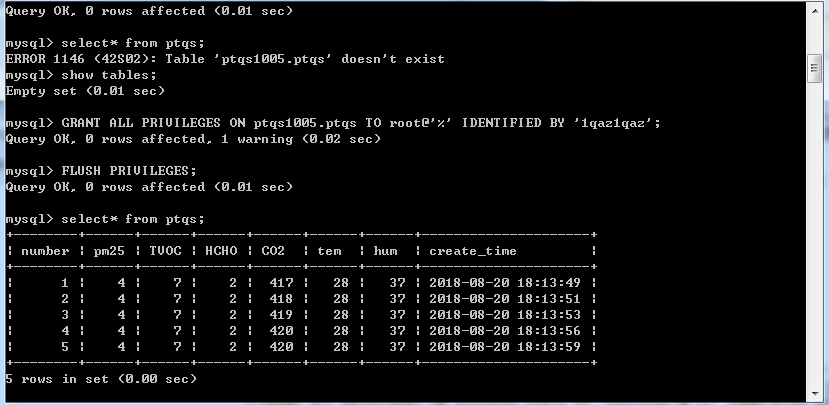 Query OK, 0 rows affected (0.01 sec)
mysql> select* from ptqs;
ERROR 1146 (42S02): Table 'ptqs1005.ptqs' doesn't exist
mysql> show tables;
Empty set (0.01 sec)
mysql> GRANT ALL PRIVILEGES ON ptqs1005.ptqs TO root@'%' IDENTIFIED BY '1qaz1qaz';
Query OK, 0 rows affected, 1 warning (0.02 sec)
mysql> FLUSH PRIVILEGES;
Query OK, 0 rows affected (0.01 sec)
mysql> select* from ptqs;
+--------+------+------+------+------+------+------+---------------------+
| number | pm25 | TVOC | HCHO | CO2 | tem | hum | create_time |
+--------+------+------+------+------+------+------+---------------------+
| 1 | 4 | 7 | 2 | 417 | 28 | 37 | 2018-08-20 18:13:49 |
| 2 | 4 | 7 | 2 | 418 | 28 | 37 | 2018-08-20 18:13:51 |
| 3 | 4 | 7 | 2 | 419 | 28 | 37 | 2018-08-20 18:13:53 |
| 4 | 4 | 7 | 2 | 420 | 28 | 37 | 2018-08-20 18:13:56 |
| 5 | 4 | 7 | 2 | 420 | 28 | 37 | 2018-08-20 18:13:59 |
+--------+------+------+------+------+------+------+---------------------+
5 rows in set (0.00 sec)